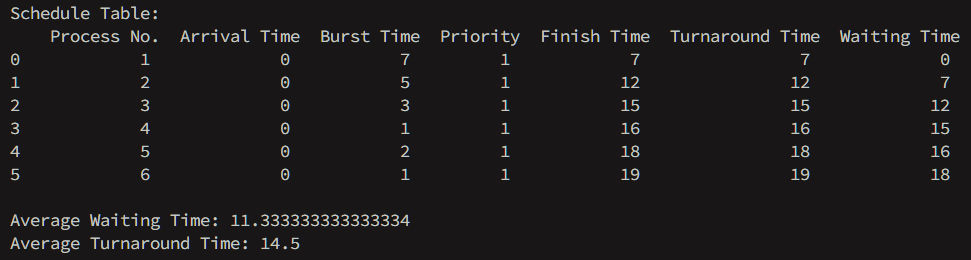 Schedule Table:
Process No. Arrival Time Burst Time Priority Finish Time Turnaround Time Waiting Time
0 1 0 7 1 7 7 0
1 2 0 5 1 12 12 7
2 3 0 3 1 15 15 12
3 4 0 1 1 16 16 15
4 5 0 2 1 18 18 16
5 6 0 1 1 19 19 18
Average Waiting Time: 11.333333333333334
Average Turnaround Time: 14.5